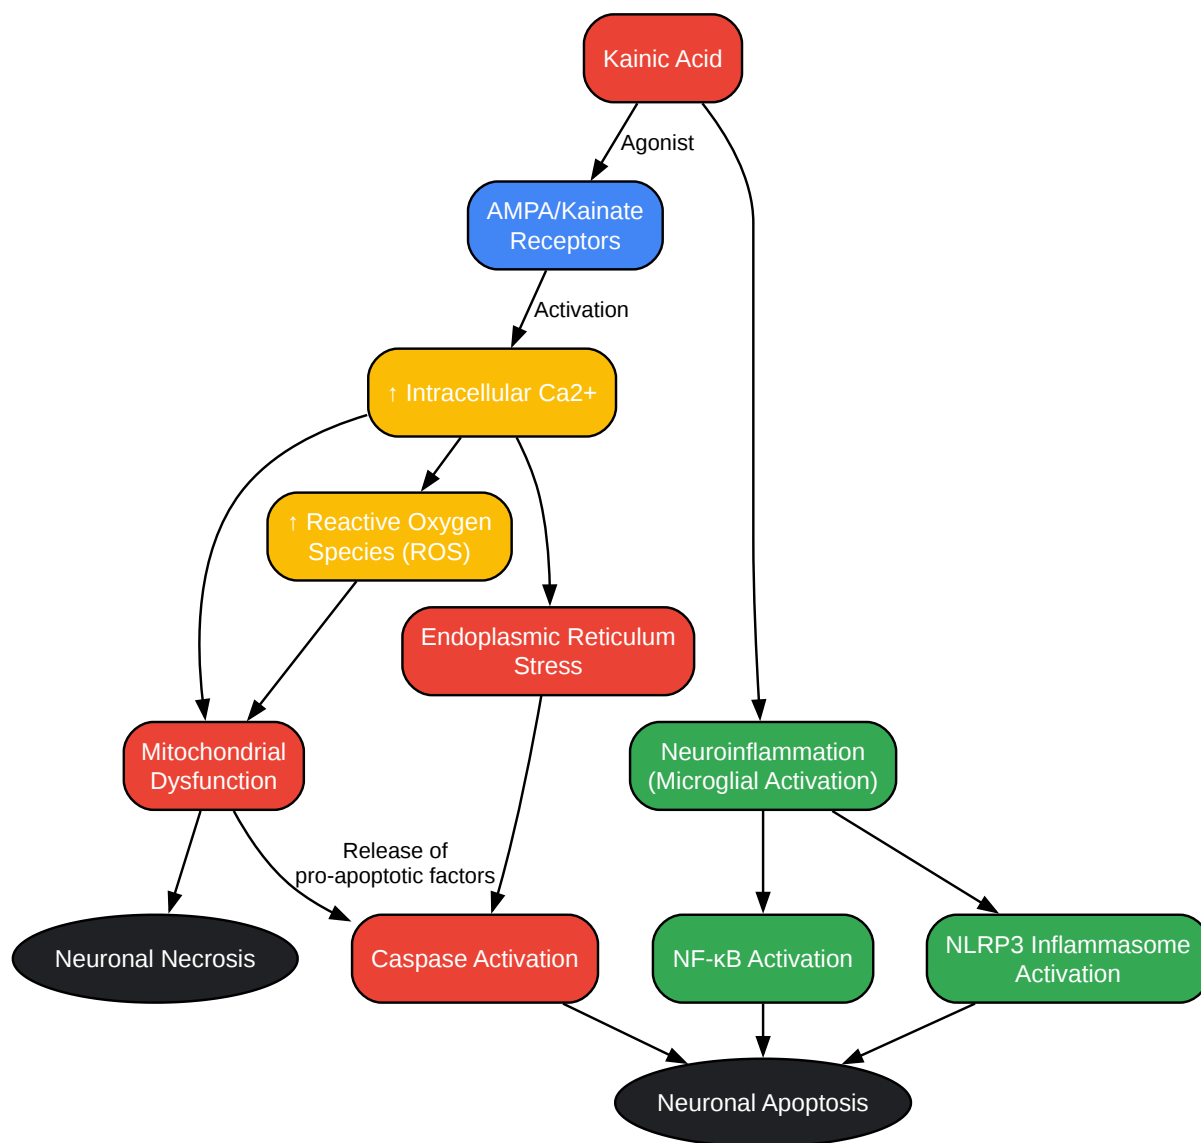 Kainic Acid
Agonist
AMPA/Kainate
Receptors
Activation
↑ Intracellular Ca2+
↑ Reactive Oxygen
Species (ROS)
Endoplasmic Reticulum
Stress
Mitochondrial
Dysfunction
Neuroinflammation
(Microglial Activation)
Release of
pro-apoptotic factors
Neuronal Necrosis
Caspase Activation
NF-κB Activation
NLRP3 Inflammasome
Activation
Neuronal Apoptosis